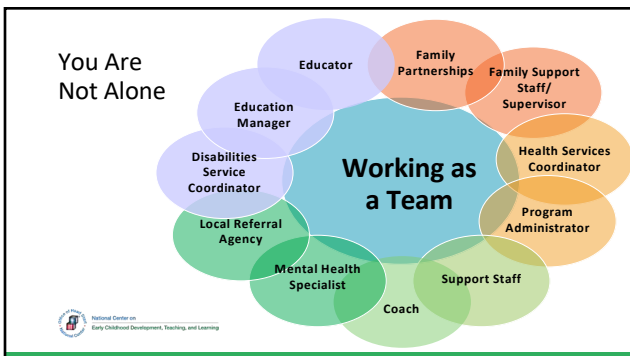 You Are
Not Alone
Educator
Family
Partnerships
Family Support
Staff/
Supervisor
Education
Manager
Health Services
Coordinator
Disabilities
Service
Coordinator
Working as
a Team
Program
Administrator
Local Referral
Agency
Mental Health
Specialist
Support Staff
Coach
National Center on
Early Childhood Development, Teaching, and Learning